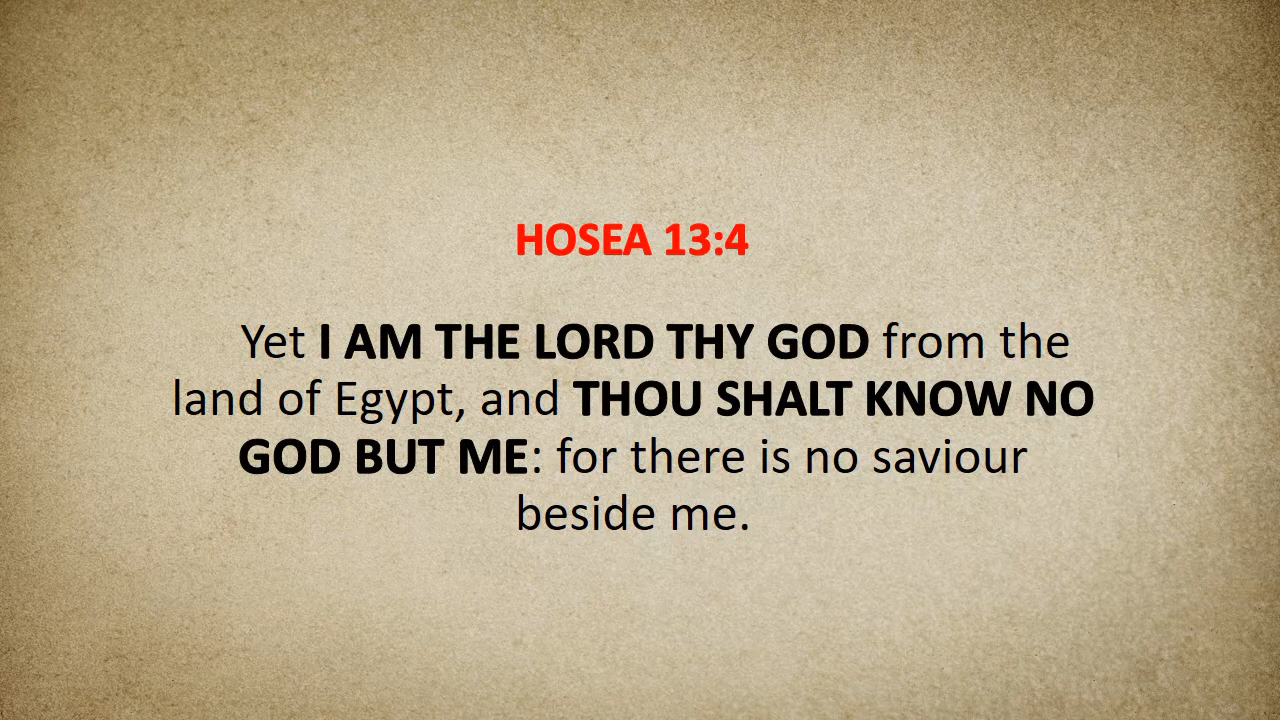 HOSEA 13:4
Yet I AM THE LORD THY GOD from the
land of Egypt, and THOU SHALT KNOW NO
GOD BUT ME: for there is no saviour
beside me.